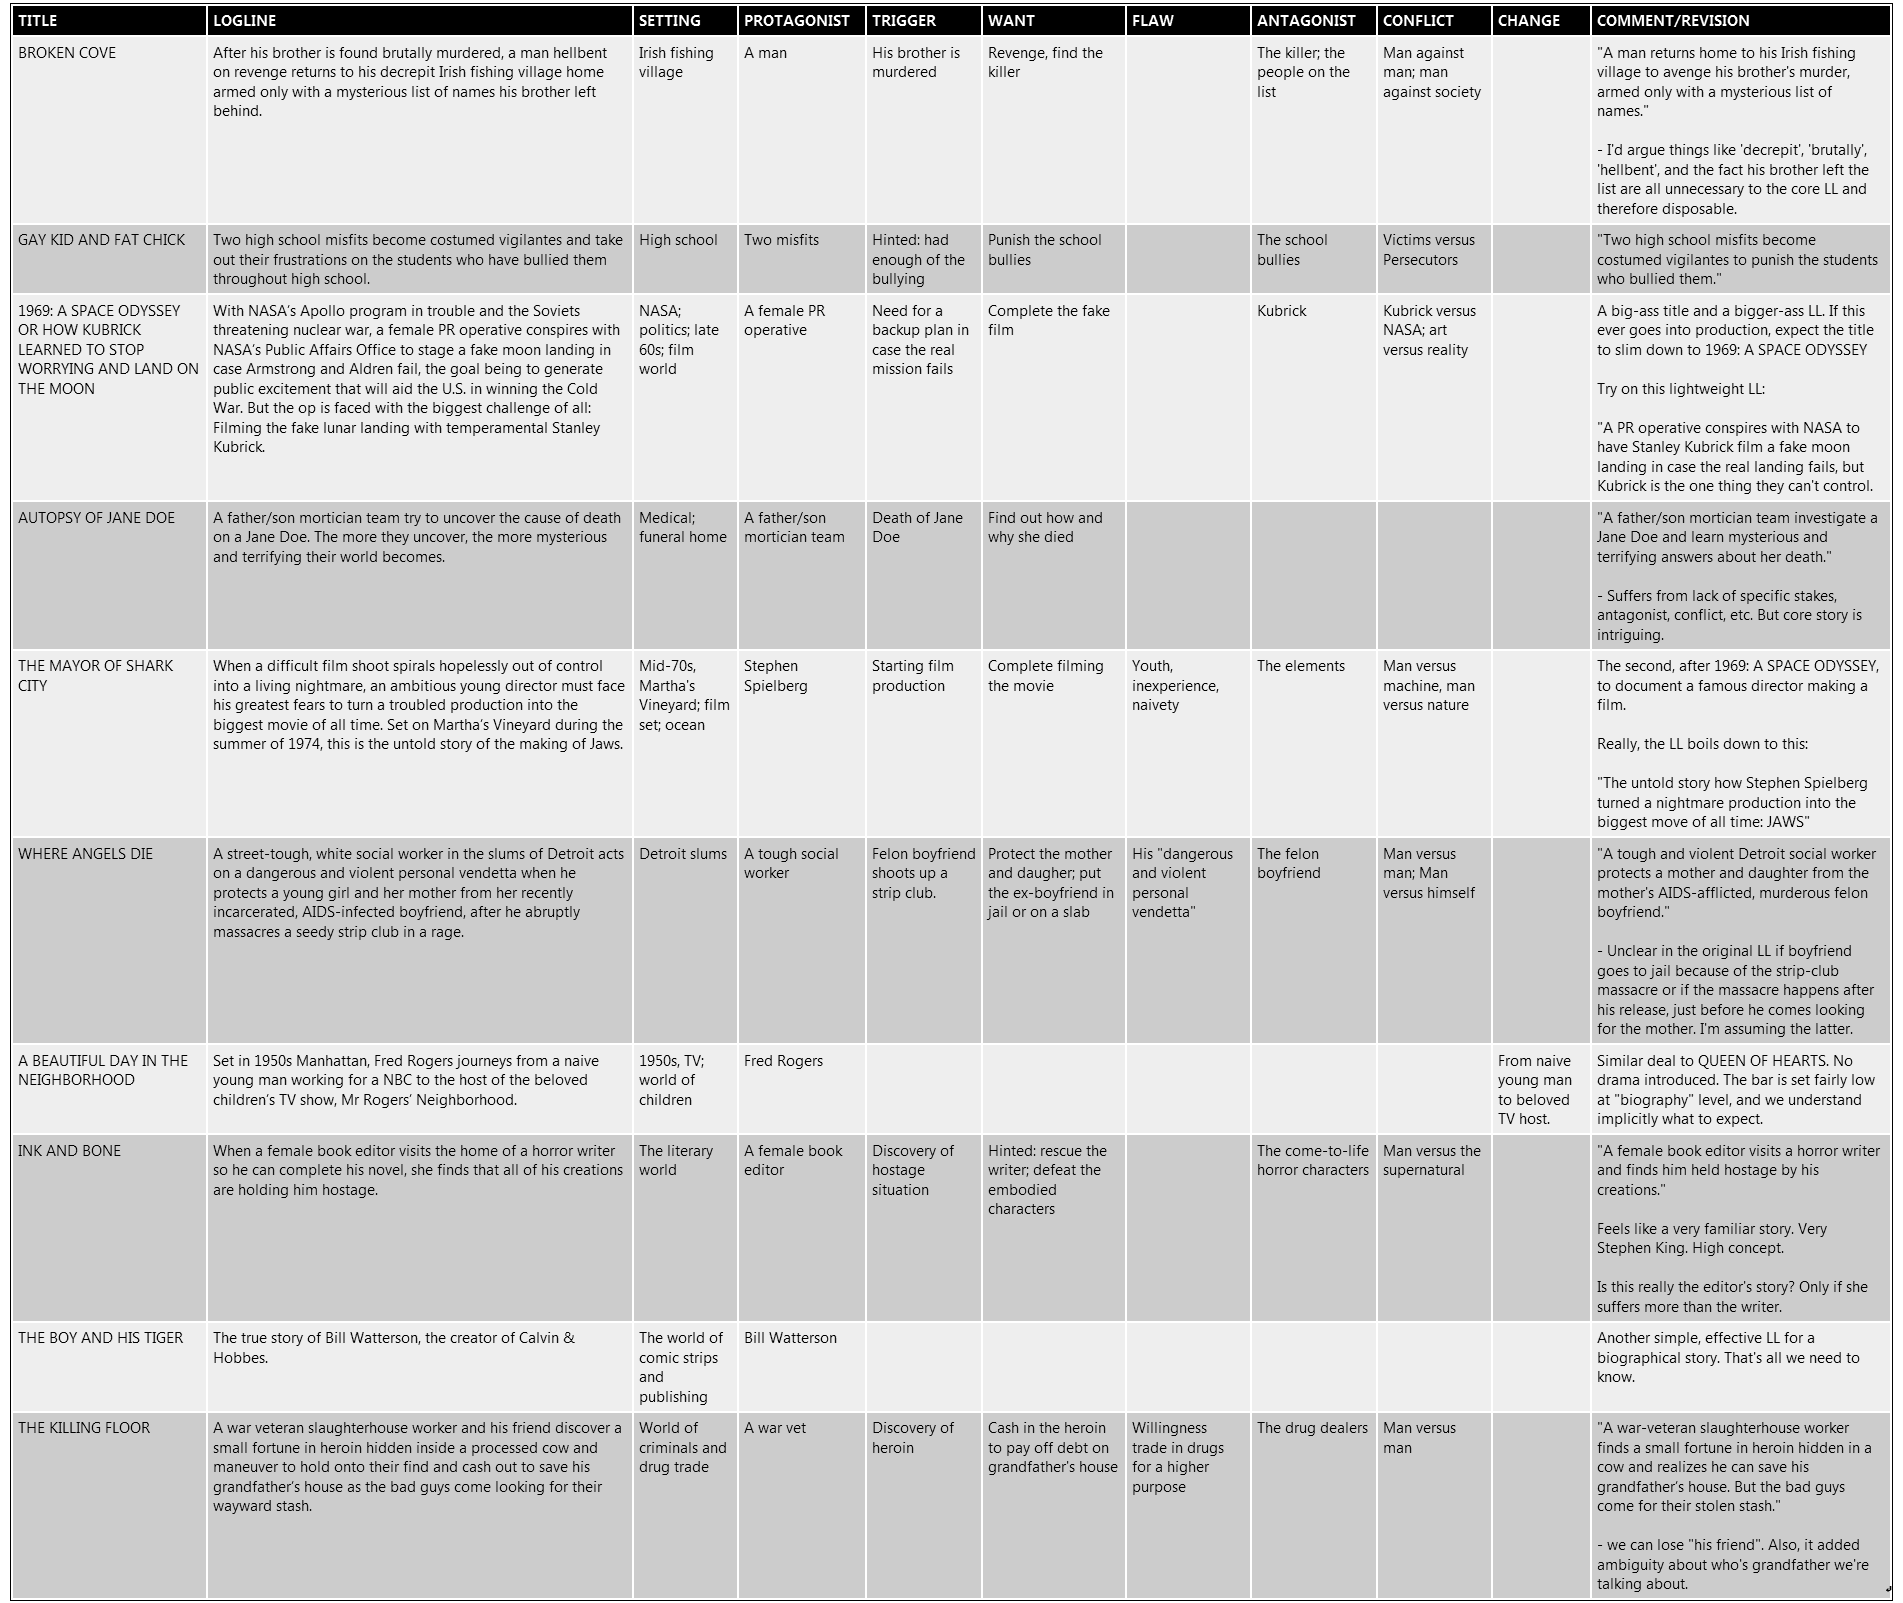 TITLE LOGLINE SETTING PROTAGONIST TRIGGER WANT FLAW ANTAGONIST CONFLICT CHANGE COMMENT/REVISION
BROKEN COVE
After his brother is found brutally murdered, a man hellbent
on revenge returns to his decrepit Irish fishing village home
armed only with a mysterious list of names his brother left
behind.
Irish fishing
village
A man
His brother is
murdered
Revenge, find the
killer
The killer; the
people on the
list
Man against
man; man
against society
"A man returns home to his Irish fishing
village to avenge his brother's murder,
armed only with a mysterious list of
names."
- I'd argue things like 'decrepit', 'brutally',
'hellbent', and the fact his brother left the
list are all unnecessary to the core LL and
therefore disposable.
GAY KID AND FAT CHICK
Two high school misfits become costumed vigilantes and take
out their frustrations on the students who have bullied them
throughout high school.
High school
Two misfits
Hinted: had
enough of the
bullying
Punish the school
bullies
The school
bullies
Victims versus
Persecutors
"Two high school misfits become
costumed vigilantes to punish the students
who bullied them."
1969: A SPACE ODYSSEY
OR HOW KUBRICK
LEARNED TO STOP
WORRYING AND LAND ON
THE MOON
With NASA's Apollo program in trouble and the Soviets
threatening nuclear war, a female PR operative conspires with
NASA's Public Affairs Office to stage a fake moon landing in
case Armstrong and Aldren fail, the goal being to generate
public excitement that will aid the U.S. in winning the Cold
War. But the op is faced with the biggest challenge of all:
Filming the fake lunar landing with temperamental Stanley
Kubrick.
NASA;
politics; late
60s; film
world
A female PR
operative
Need for a
backup plan in
case the real
mission fails
Complete the fake
film
Kubrick
Kubrick versus
NASA; art
versus reality
A big-ass title and a bigger-ass LL. If this
ever goes into production, expect the title
to slim down to 1969: A SPACE ODYSSEY
Try on this lightweight LL:
"A PR operative conspires with NASA to
have Stanley Kubrick film a fake moon
landing in case the real landing fails, but
Kubrick is the one thing they can't control.
AUTOPSY OF JANE DOE
A father/son mortician team try to uncover the cause of death
on a Jane Doe. The more they uncover, the more mysterious
and terrifying their world becomes.
Medical;
funeral home
A father/son
mortician team
Death of Jane
Doe
Find out how and
why she died
"A father/son mortician team investigate a
Jane Doe and learn mysterious and
terrifying answers about her death."
- Suffers from lack of specific stakes,
antagonist, conflict, etc. But core story is
intriguing.
THE MAYOR OF SHARK
CITY
When a difficult film shoot spirals hopelessly out of control
into a living nightmare, an ambitious young director must face
his greatest fears to turn a troubled production into the
biggest movie of all time. Set on Martha's Vineyard during the
summer of 1974, this is the untold story of the making of Jaws.
Mid-70s,
Martha's
Vineyard; film
set; ocean
Stephen
Spielberg
Starting film
production
Complete filming
the movie
Youth,
inexperience,
naivety
The elements
Man versus
machine, man
versus nature
The second, after 1969: A SPACE ODYSSEY,
to document a famous director making a
film.
Really, the LL boils down to this:
"The untold story how Stephen Spielberg
turned a nightmare production into the
biggest move of all time: JAWS"
WHERE ANGELS DIE
A street-tough, white social worker in the slums of Detroit acts
on a dangerous and violent personal vendetta when he
protects a young girl and her mother from her recently
incarcerated, AIDS-infected boyfriend, after he abruptly
massacres a seedy strip club in a rage.
Detroit slums
A tough social
worker
Felon boyfriend
shoots up a
strip club.
Protect the mother
and daugher; put
the ex-boyfriend in
jail or on a slab
His "dangerous
and violent
personal
vendetta"
The felon
boyfriend
Man versus
man; Man
versus himself
"A tough and violent Detroit social worker
protects a mother and daughter from the
mother's AIDS-afflicted, murderous felon
boyfriend."
- Unclear in the original LL if boyfriend
goes to jail because of the strip-club
massacre or if the massacre happens after
his release, just before he comes looking
for the mother. I'm assuming the latter.
A BEAUTIFUL DAY IN THE
NEIGHBORHOOD
Set in 1950s Manhattan, Fred Rogers journeys from a naive
young man working for a NBC to the host of the beloved
children's TV show, Mr Rogers' Neighborhood.
1950s, TV;
world of
children
Fred Rogers
From naive
young man
to beloved
TV host.
Similar deal to QUEEN OF HEARTS. No
drama introduced. The bar is set fairly low
at "biography" level, and we understand
implicitly what to expect.
INK AND BONE
When a female book editor visits the home of a horror writer
so he can complete his novel, she finds that all of his creations
are holding him hostage.
The literary
world
A female book
editor
Discovery of
hostage
situation
Hinted: rescue the
writer; defeat the
embodied
characters
The come-to-life
horror characters
Man versus the
supernatural
"A female book editor visits a horror writer
and finds him held hostage by his
creations."
Feels like a very familiar story. Very
Stephen King. High concept.
Is this really the editor's story? Only if she
suffers more than the writer.
THE BOY AND HIS TIGER
The true story of Bill Watterson, the creator of Calvin &
Hobbes.
The world of
comic strips
and
publishing
Bill Watterson
Another simple, effective LL for a
biographical story. That's all we need to
know.
THE KILLING FLOOR
A war veteran slaughterhouse worker and his friend discover a
small fortune in heroin hidden inside a processed cow and
maneuver to hold onto their find and cash out to save his
grandfather's house as the bad guys come looking for their
wayward stash.
World of
criminals and
drug trade
A war vet
Discovery of
heroin
Cash in the heroin
to pay off debt on
grandfather's house
Willingness
trade in drugs
for a higher
purpose
The drug dealers
Man versus
man
"A war-veteran slaughterhouse worker
finds a small fortune in heroin hidden in a
cow and realizes he can save his
grandfather's house. But the bad guys
come for their stolen stash."
- we can lose "his friend". Also, it added
ambiguity about who's grandfather we're
talking about.